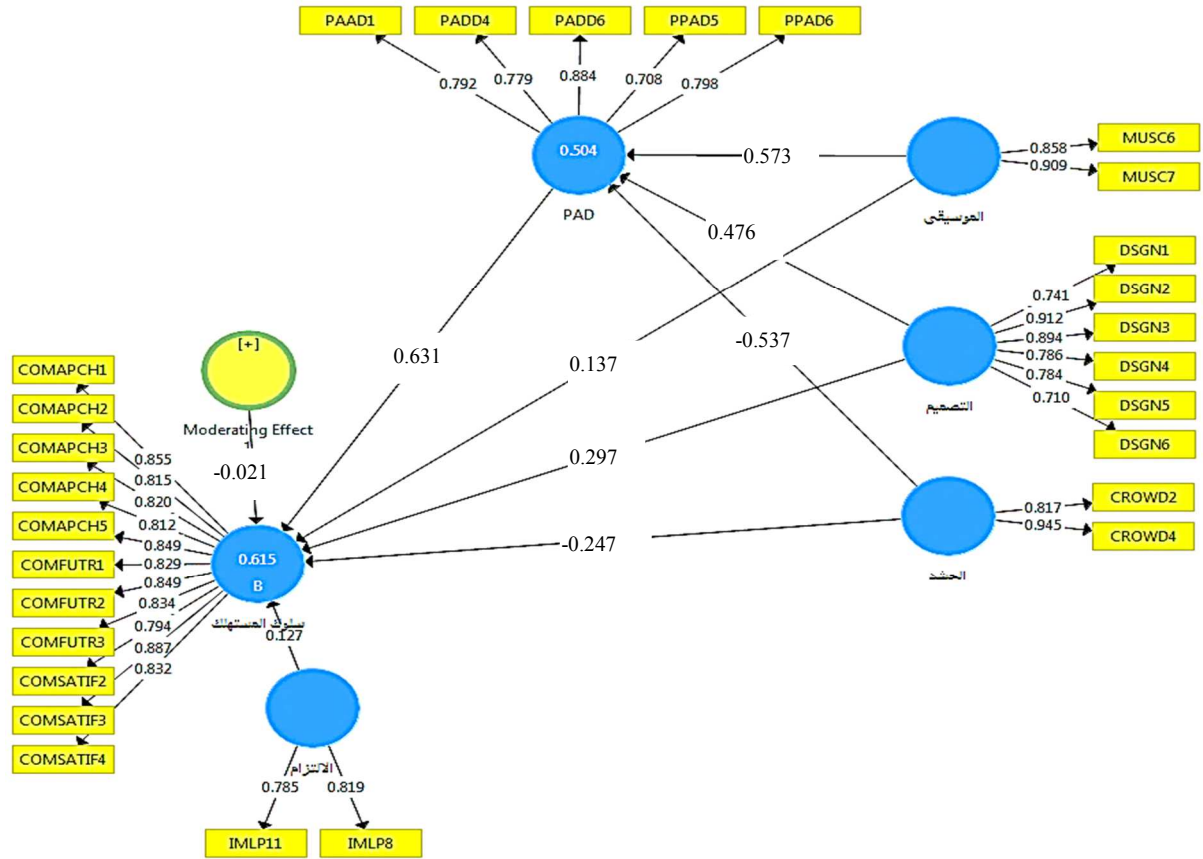 PAAD1
PADD4
PADD6
PPAD5
PPAD6
0.792
0.779
0.884
0.708
0.798
0.504
PAD
0.573
0.476
-0.537
0.631
0.137
0.297
-0.247
الموسيقى
0.858
0.909
MUSC6
MUSC7
التصميم
0.741
0.912
0.894
0.786
0.784
0.710
DSGN1
DSGN2
DSGN3
DSGN4
DSGN5
DSGN6
الحشد
0.817
0.945
CROWD2
CROWD4
[+]
Moderating Effect
1
-0.021
COMAPCH1
COMAPCH2
COMAPCH3
COMAPCH4
COMAPCH5
COMFUTR1
COMFUTR2
COMFUTR3
COMSATIF2
COMSATIF3
COMSATIF4
0.855
0.815
0.820
0.812
0.849
0.829
0.849
0.834
0.794
0.887
0.832
0.615
B
سلوك المستهلك
0.127
الالتزام
0.785
0.819
IMLP11
IMLP8